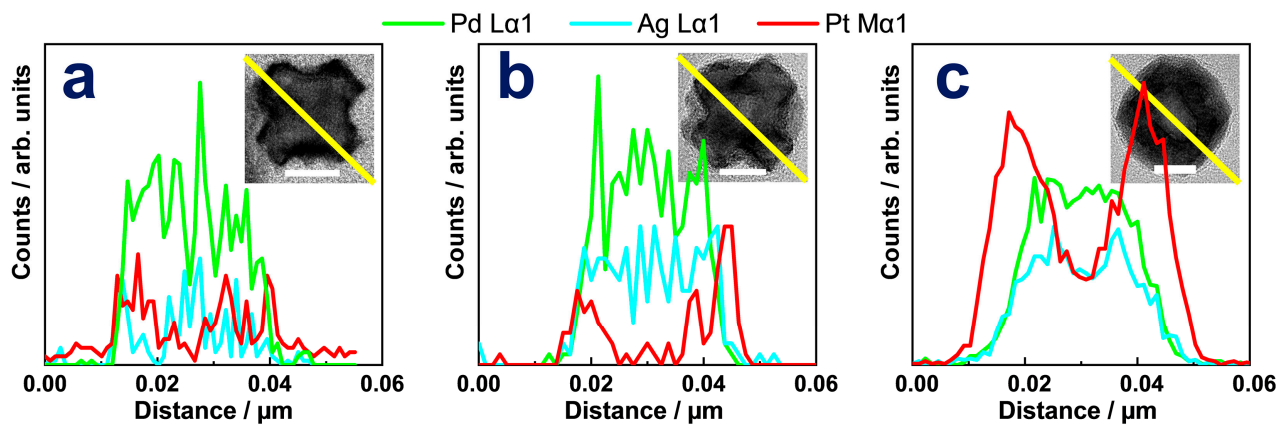 Pd Lα1 Ag Lα1 Pt Mα1
a
b
c
Counts / arb. units
Counts / arb. units
Counts / arb. units
0.00 0.02 0.04 0.06
0.00 0.02 0.04 0.06
0.00 0.02 0.04 0.06
Distance / µm
Distance / µm
Distance / µm